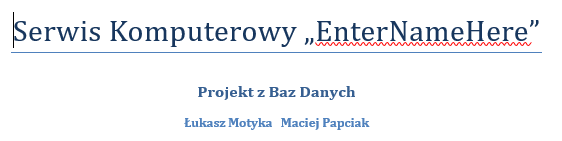 Serwis Komputerowy „EnterNameHere”
Projekt z Baz Danych
Łukasz Motyka Maciej Papciak